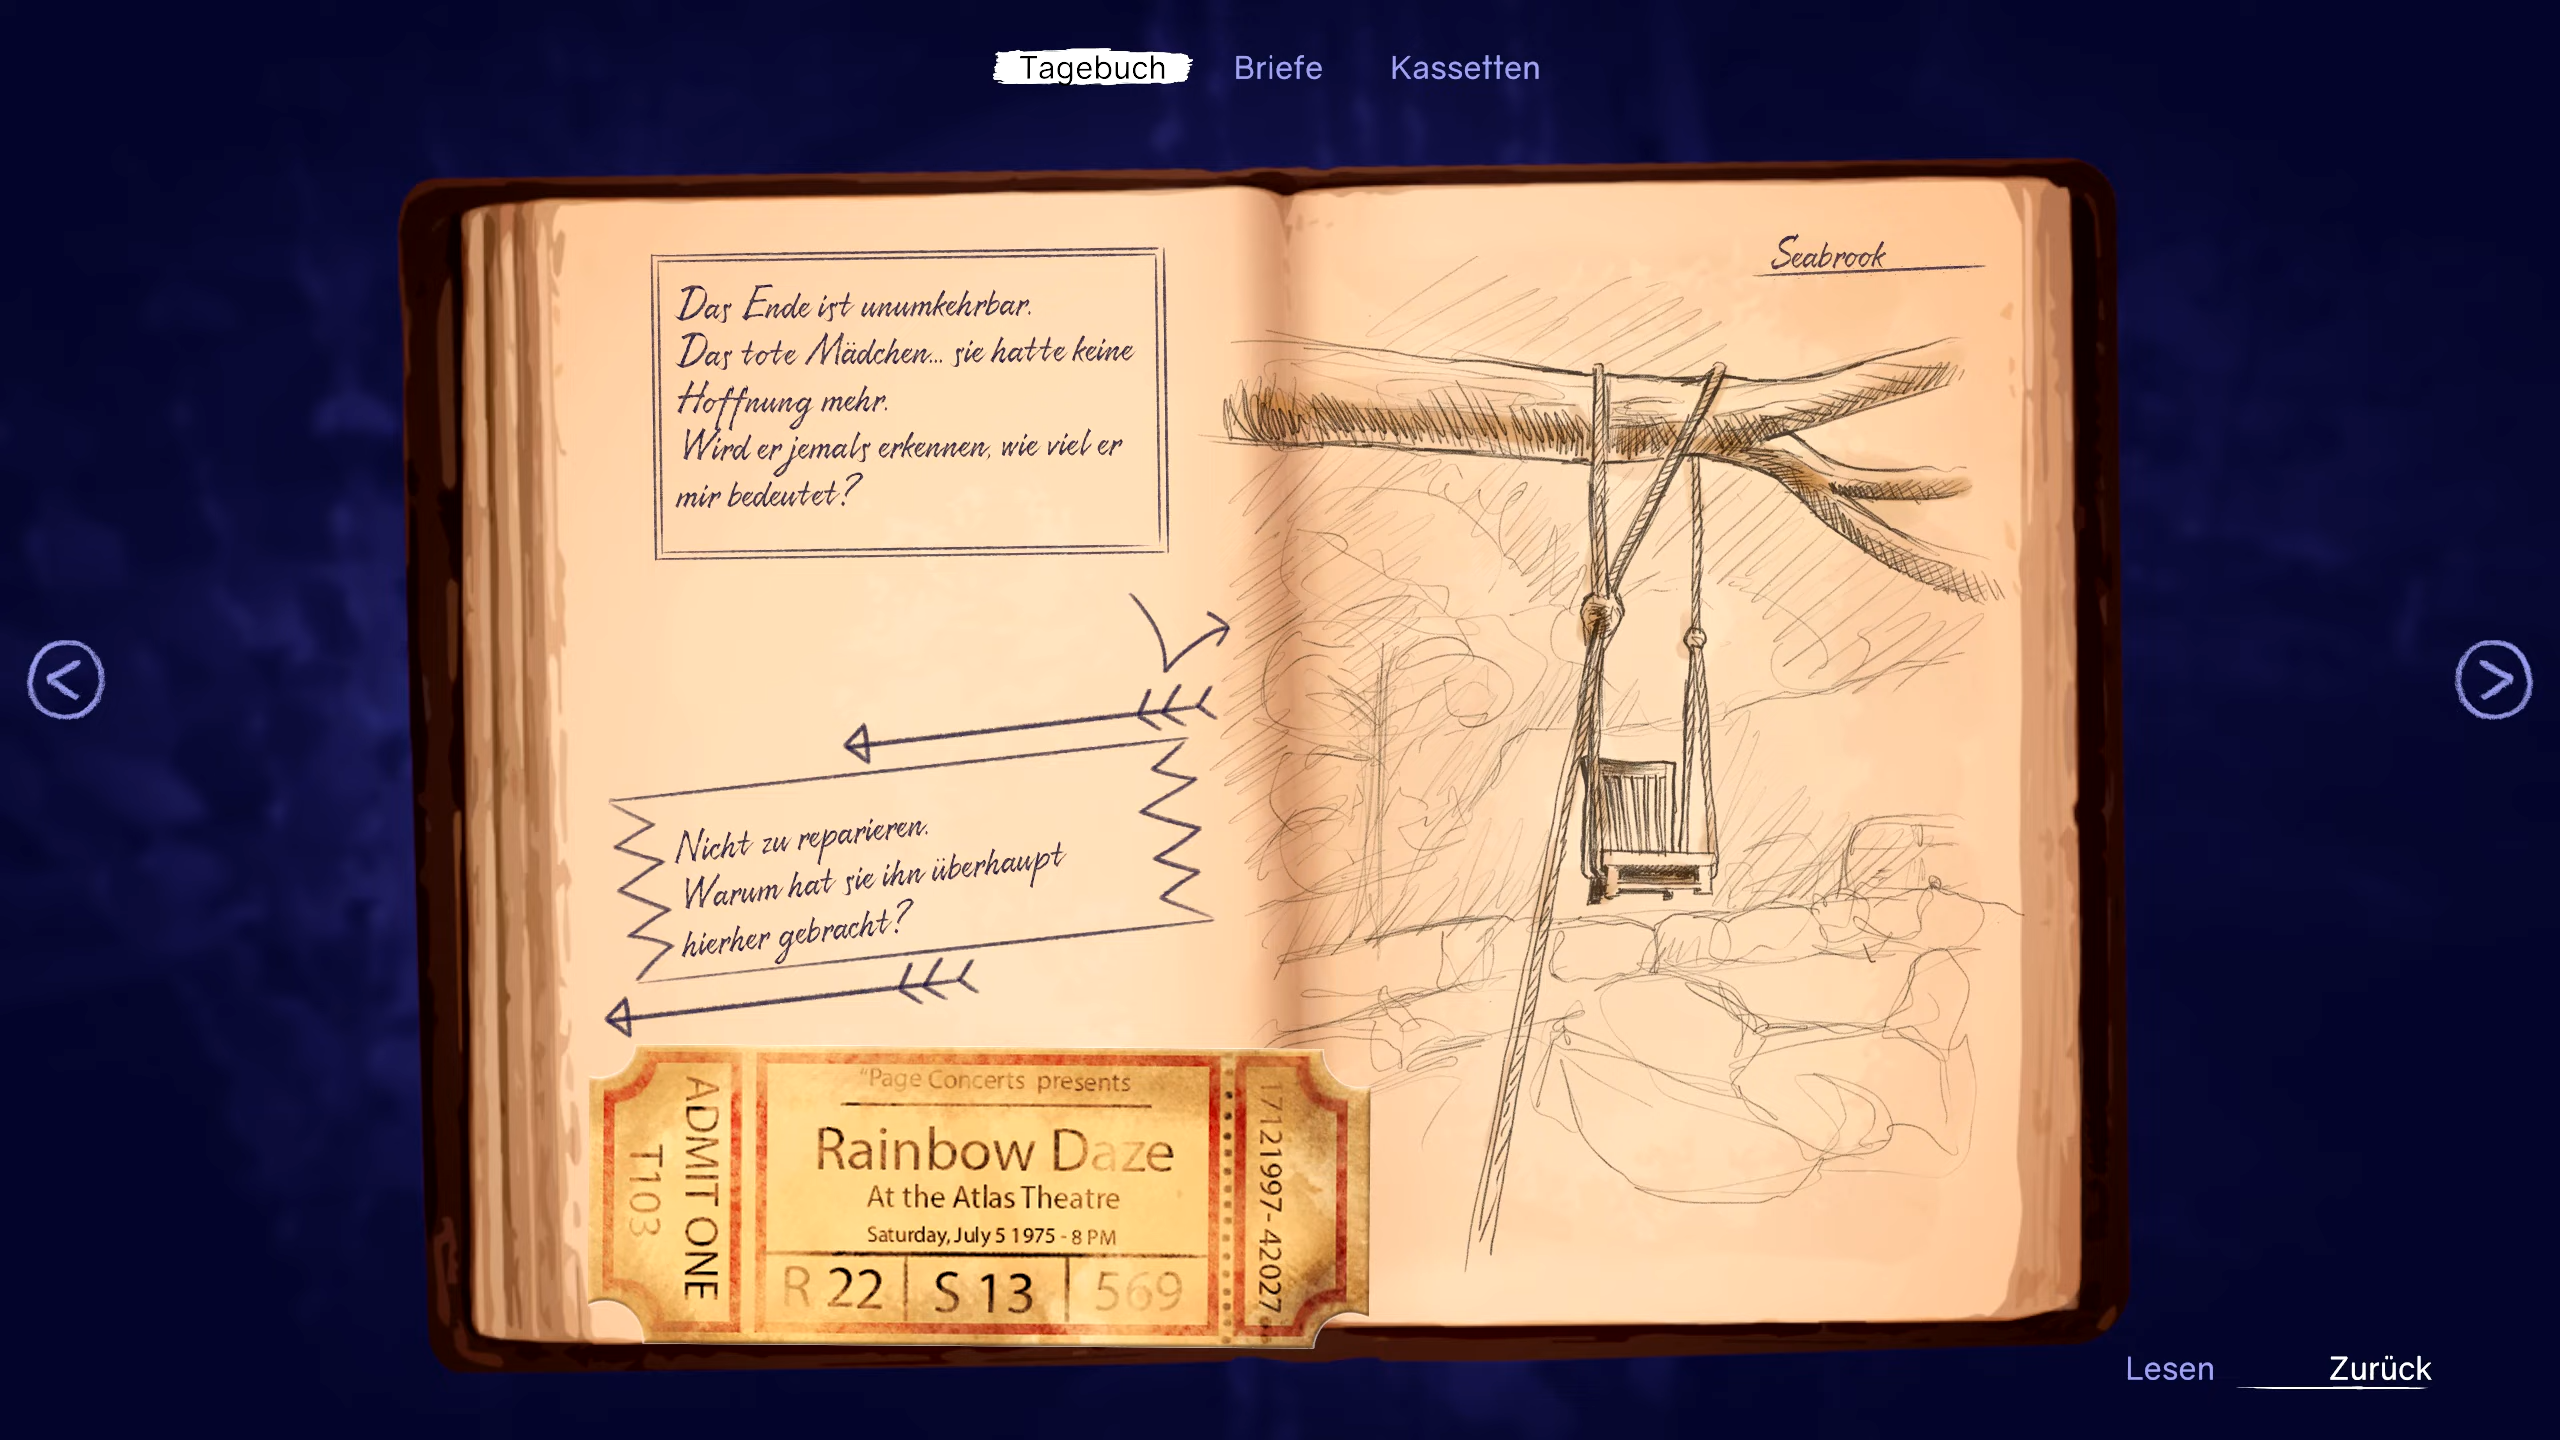 Tagebuch Briefe Kassetten
Das Ende ist unumkehrbar.
Das tote Mädchen... sie hatte keine
Hoffnung mehr.
Wird er jemals erkennen, wie viel er
mir bedeutet?
Nicht zu reparieren.
Warum hat sie ihn überhaupt
hierher gebracht?
ADMIT ONE
T103
"Page Concerts presents
Rainbow Daze
At the Atlas Theatre
Saturday, July 5 1975 - 8 PM
R 22 S 13 569
17121997-42027
Seabrook
Lesen Zurück